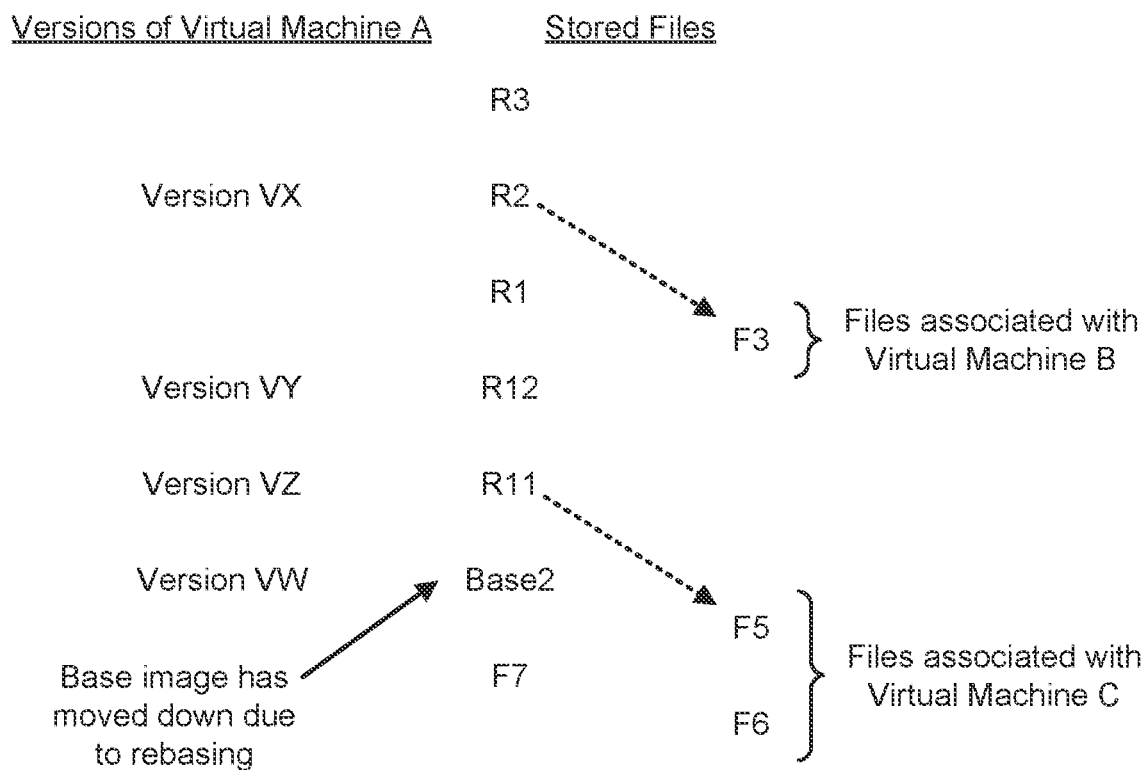 Versions of Virtual Machine A
Stored Files
R3
Version VX
R2
R1
F3
Files associated with
Virtual Machine B
Version VY
R12
Version VZ
R11
Version VW
Base2
F5
Base image has
moved down due
to rebasing
F7
Files associated with
Virtual Machine C
F6